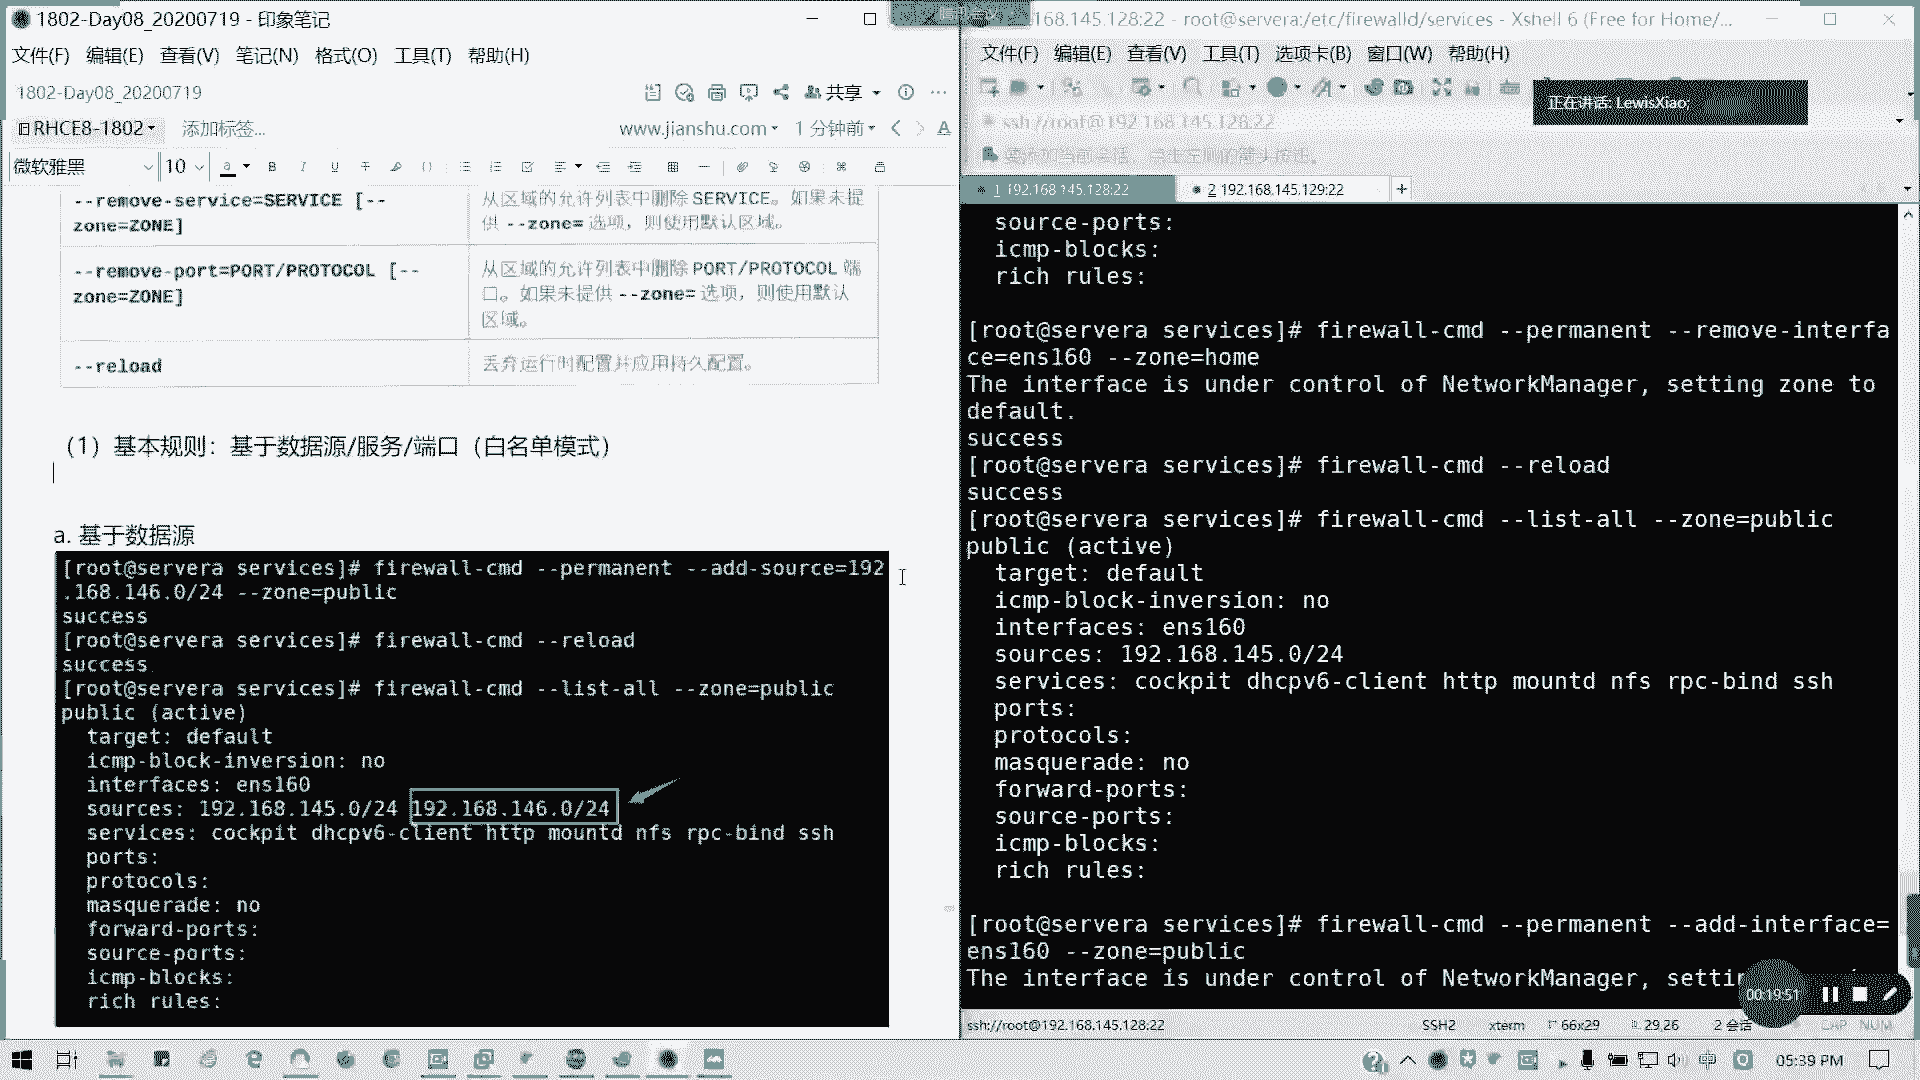 1802-Day08_20200719 - 印象笔记
文件(F) 编辑(E) 查看(V) 笔记(N) 格式(O) 工具(T) 帮助(H)
1802-Day08_20200719
共享
RHCE8-1802
添加标签...
www.jianshu.com
1 分钟前
微软雅黑
10
--remove-service=SERVICE [--
zone=ZONE]
从区域的允许列表中删除 SERVICE。如果未提
供 --zone= 选项，则使用默认区域。
--remove-port=PORT/PROTOCOL [--
zone=ZONE]
从区域的允许列表中删除 PORT/PROTOCOL 端
口。如果未提供 --zone= 选项，则使用默认
区域。
--reload
丢弃运行时配置并应用持久配置。
（1）基本规则：基于数据源/服务/端口（白名单模式）
a. 基于数据源
[root@servera services]# firewall-cmd --permanent --add-source=192
.168.146.0/24 --zone=public
success
[root@servera services]# firewall-cmd --reload
success
[root@servera services]# firewall-cmd --list-all --zone=public
public (active)
target: default
icmp-block-inversion: no
interfaces: ens160
sources: 192.168.145.0/24 192.168.146.0/24
services: cockpit dhcpv6-client http mountd nfs rpc-bind ssh
ports:
protocols:
masquerade: no
forward-ports:
source-ports:
icmp-blocks:
rich rules:
168.145.128:22 - root@servera:/etc/firewalld/services - Xshell 6 (Free for Home/...
文件(F) 编辑(E) 查看(V) 工具(T) 选项卡(B) 窗口(W) 帮助(H)
正在讲话: LewisXiao;
ssh://root@192.168.145.128:22
1 192.168.145.128:22
2 192.168.145.129:22
source-ports:
icmp-blocks:
rich rules:
[root@servera services]# firewall-cmd --permanent --remove-interfa
ce=ens160 --zone=home
The interface is under control of NetworkManager, setting zone to
default.
success
[root@servera services]# firewall-cmd --reload
success
[root@servera services]# firewall-cmd --list-all --zone=public
public (active)
target: default
icmp-block-inversion: no
interfaces: ens160
sources: 192.168.145.0/24
services: cockpit dhcpv6-client http mountd nfs rpc-bind ssh
ports:
protocols:
masquerade: no
forward-ports:
source-ports:
icmp-blocks:
rich rules:
[root@servera services]# firewall-cmd --permanent --add-interface=
ens160 --zone=public
The interface is under control of NetworkManager,
00:19:51
ssh://root@192.168.145.128:22
SSH2
xterm
66x29
29,26
2 会话
CAP NUM
中
05:39 PM